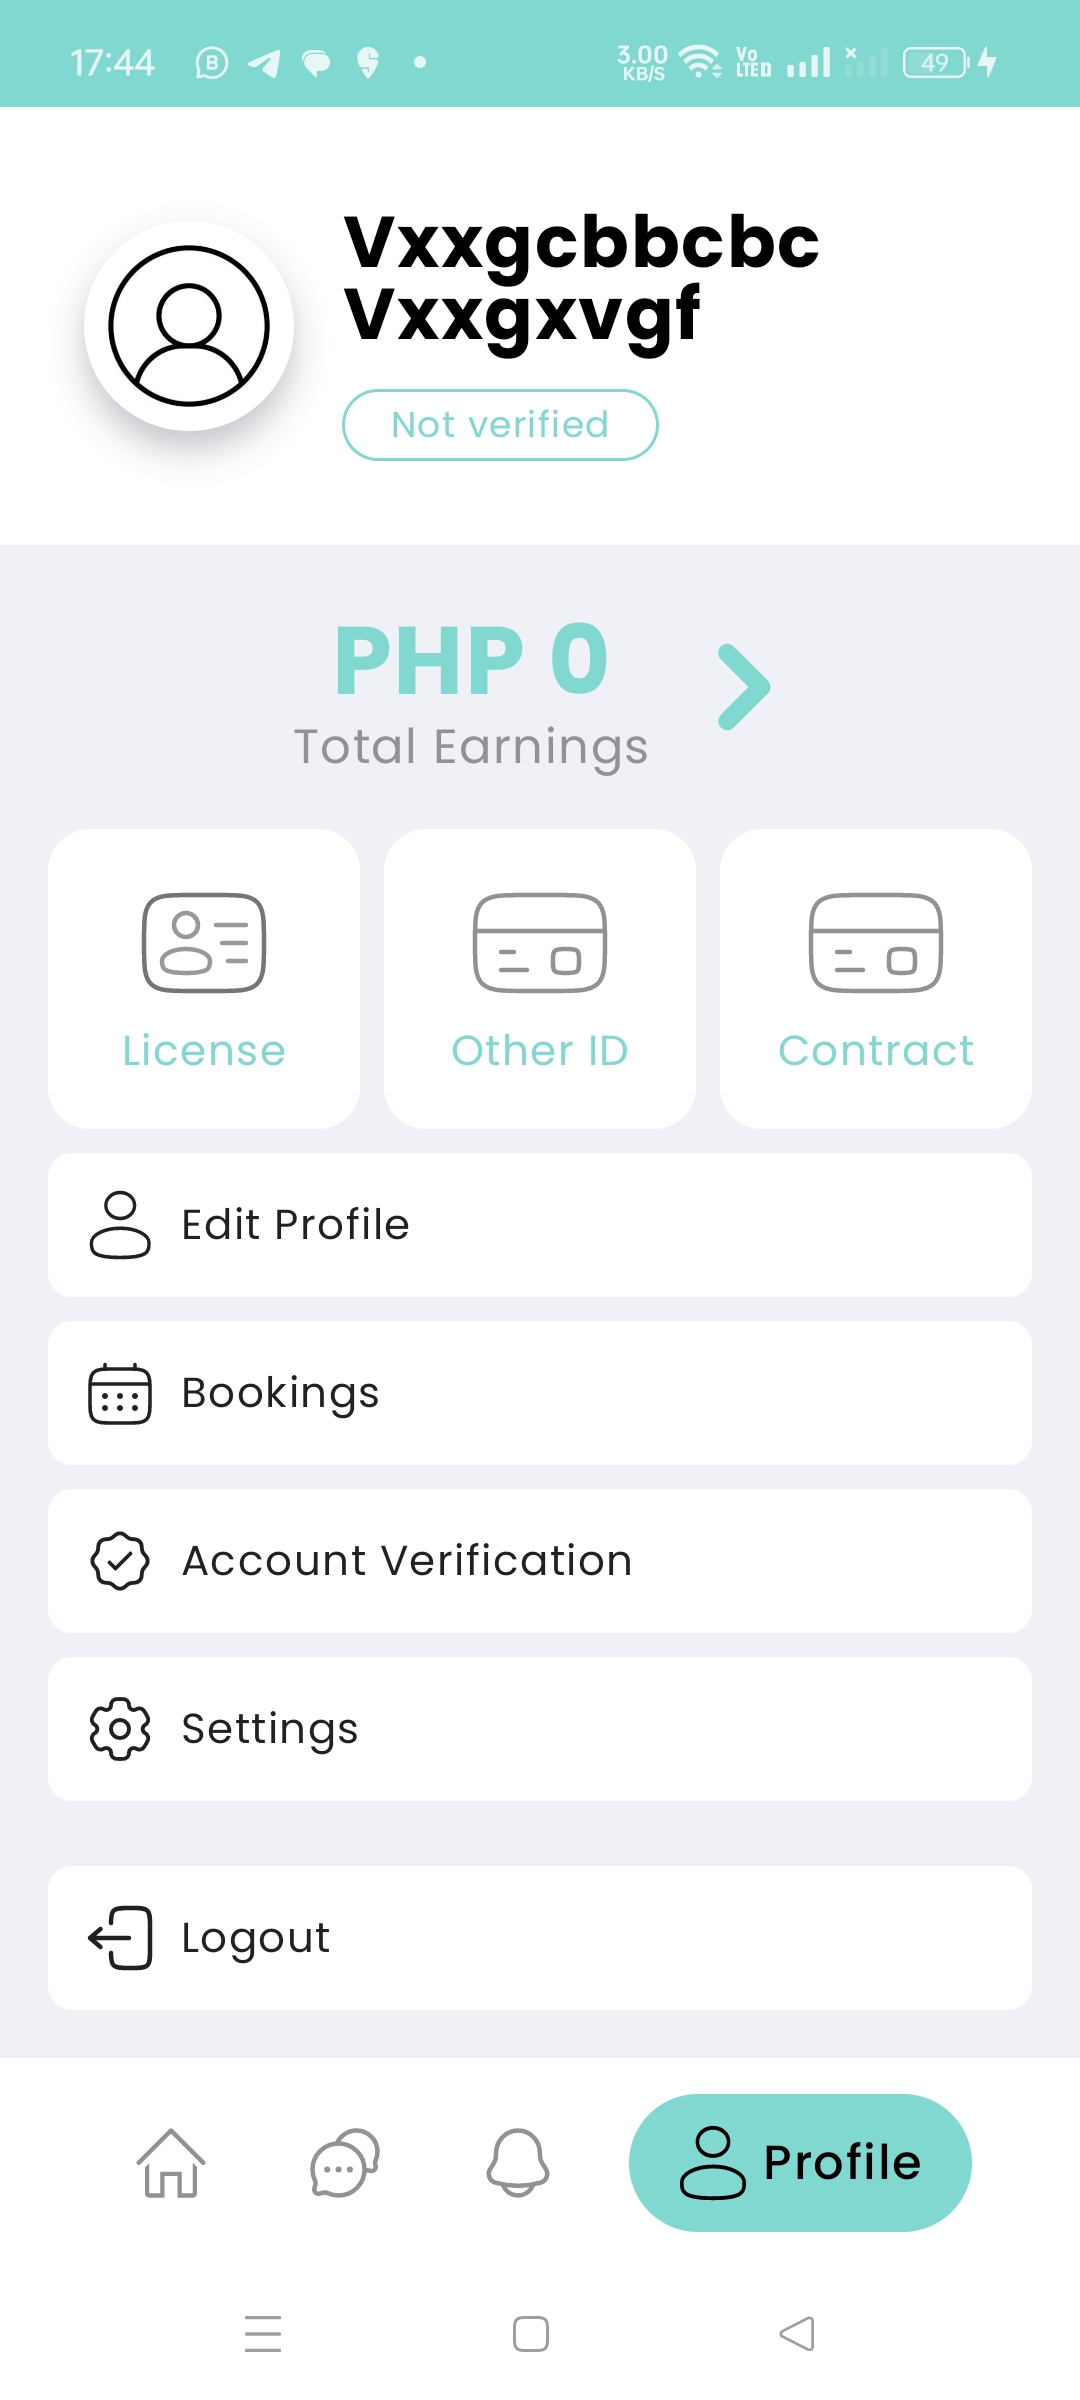 17:44
3.00
KB/S
Vo
LTE D
49
Vxxgcbbcbc
Vxxgxvgf
Not verified
PHP 0
Total Earnings
License
Other ID
Contract
Edit Profile
Bookings
Account Verification
Settings
Logout
Profile